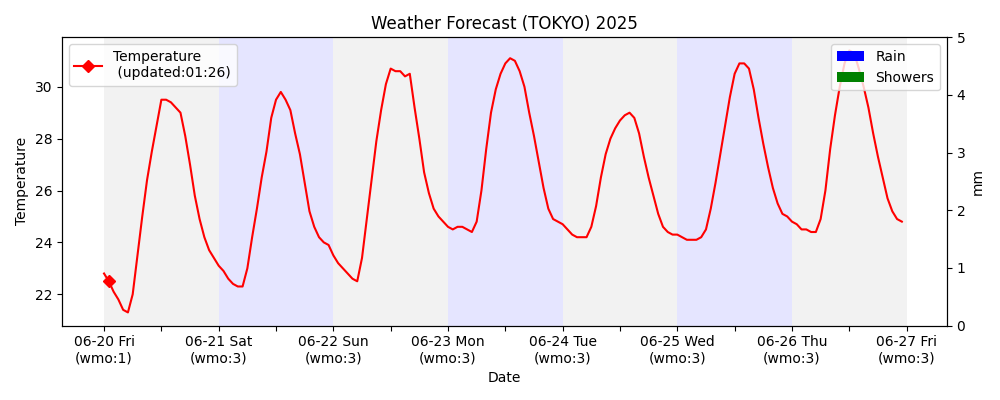 Weather Forecast (TOKYO) 2025
Temperature
(updated:01:26)
Rain
Showers
Temperature
30
28
26
24
22
5
4
3
2
1
0
mm
06-20 Fri
(wmo:1)
06-21 Sat
(wmo:3)
06-22 Sun
(wmo:3)
06-23 Mon
(wmo:3)
06-24 Tue
(wmo:3)
06-25 Wed
(wmo:3)
06-26 Thu
(wmo:3)
06-27 Fri
(wmo:3)
Date